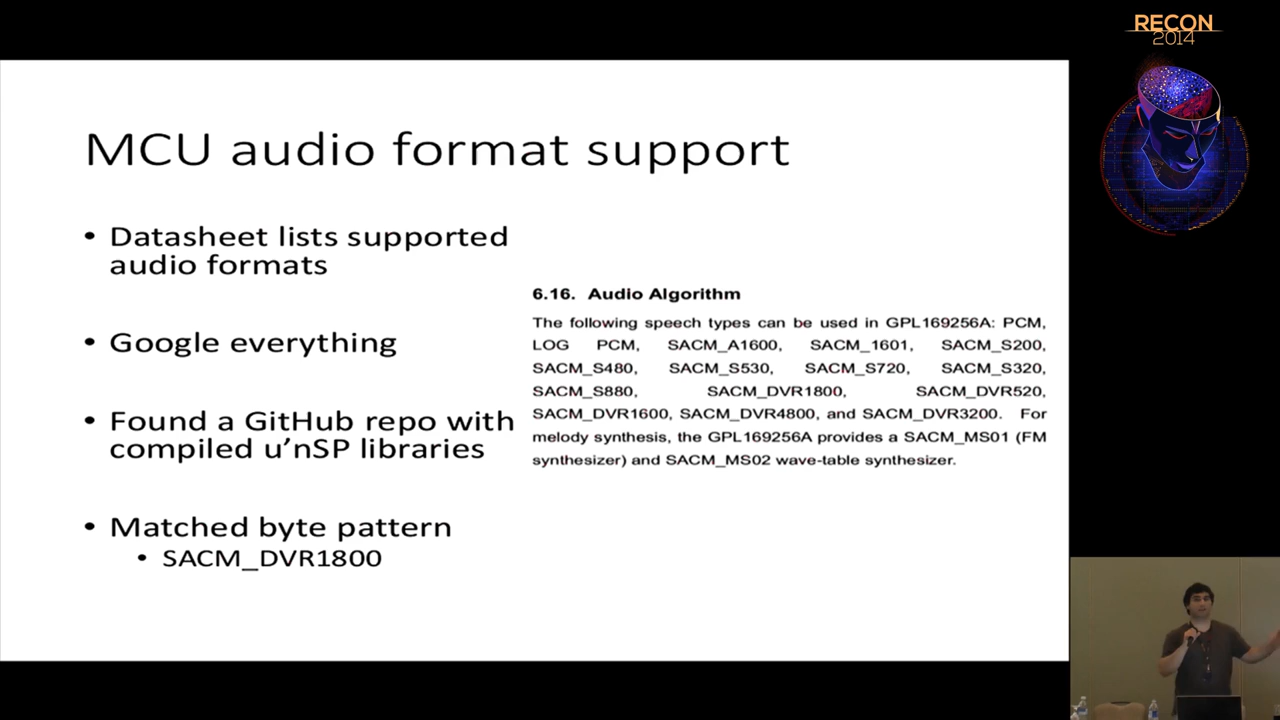 RECON
2014
MCU audio format support
• Datasheet lists supported
audio formats
• Google everything
• Found a GitHub repo with
compiled u'nSP libraries
• Matched byte pattern
• SACM_DVR1800
6.16. Audio Algorithm
The following speech types can be used in GPL169256A: PCM,
LOG PCM, SACM_A1600, SACM_1601, SACM_S200,
SACM_S480, SACM_S530, SACM_S720, SACM_S320,
SACM_S880, SACM_DVR1800, SACM_DVR520,
SACM_DVR1600, SACM_DVR4800, and SACM_DVR3200. For
melody synthesis, the GPL169256A provides a SACM_MS01 (FM
synthesizer) and SACM_MS02 wave-table synthesizer.